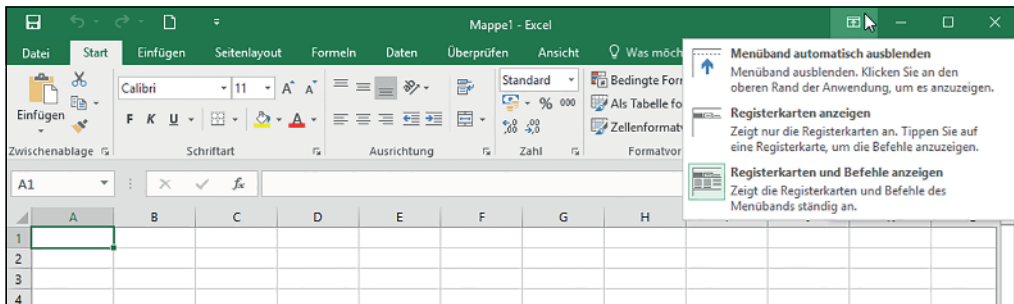 Mappe1 - Excel
Datei Start Einfügen Seitenlayout Formeln Daten Überprüfen Ansicht Was möch
Calibri 11 A A Standard Bedingte For
Einfügen % 000 Als Tabelle fo
F K U A Zellenformat
Zwischenablage Schriftart Ausrichtung Zahl Formatvor
Menüband automatisch ausblenden
Menüband ausblenden. Klicken Sie an den
oberen Rand der Anwendung, um es anzuzeigen.
Registerkarten anzeigen
Zeigt nur die Registerkarten an. Tippen Sie auf
eine Registerkarte, um die Befehle anzuzeigen.
Registerkarten und Befehle anzeigen
Zeigt die Registerkarten und Befehle des
Menübands ständig an.
A1 fx
A B C D E F G H
1
2
3
4